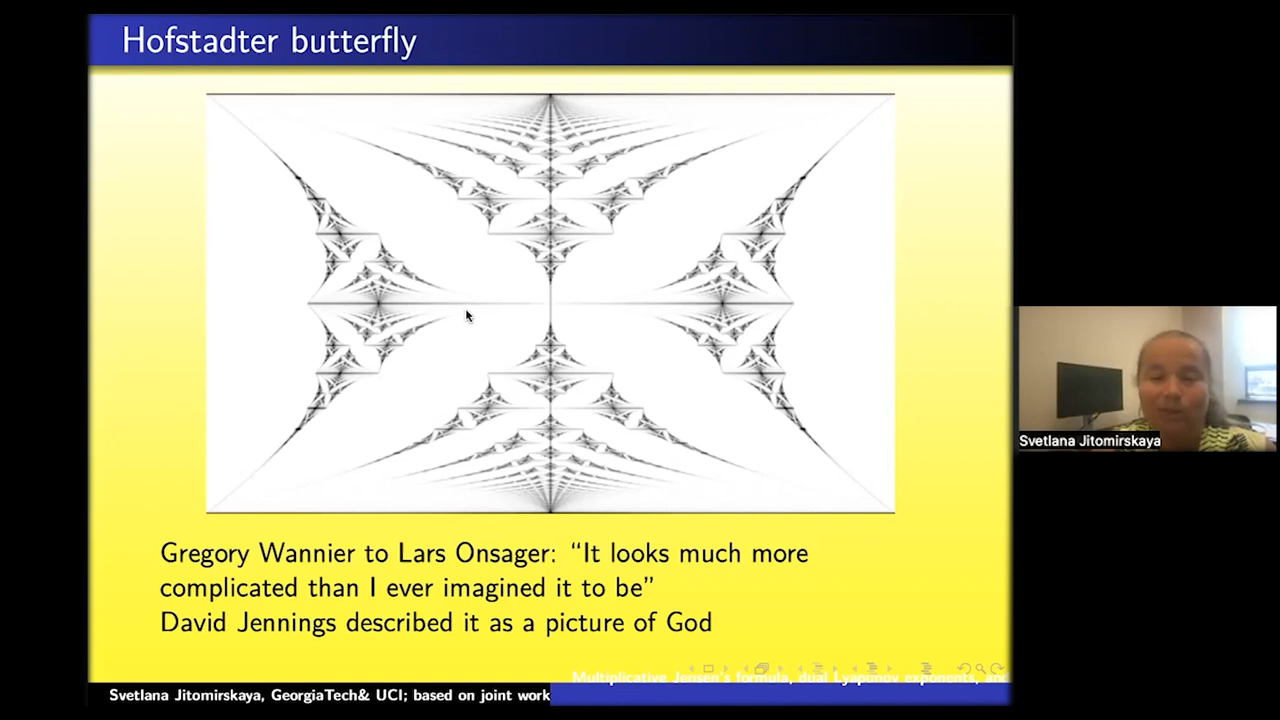 Hofstadter butterfly
Gregory Wannier to Lars Onsager: “It looks much more
complicated than I ever imagined it to be”
David Jennings described it as a picture of God
Svetlana Jitomirskaya
Multiplicative Jensen's formula, dual Lyapunov exponents, and
Svetlana Jitomirskaya, GeorgiaTech& UCI; based on joint work